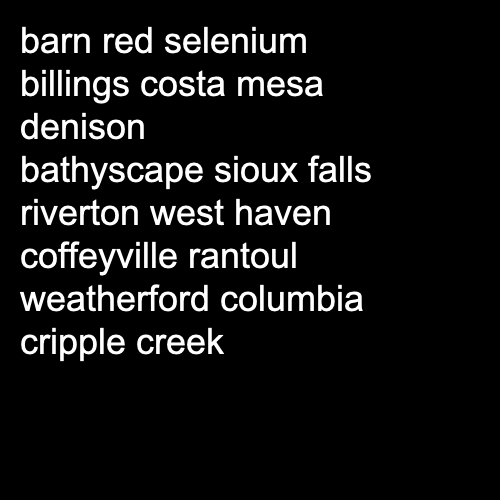 barn red selenium
billings costa mesa
denison
bathyscape sioux falls
riverton west haven
coffeyville rantoul
weatherford columbia
cripple creek